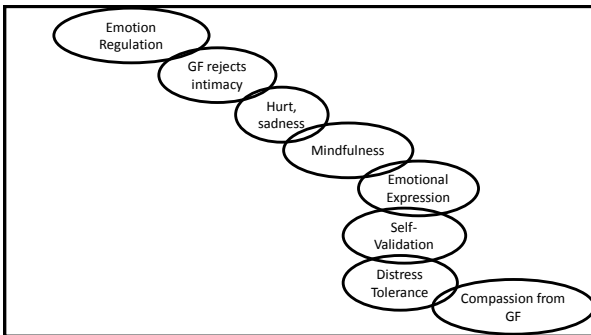 Emotion
Regulation
GF rejects
intimacy
Hurt,
sadness
Mindfulness
Emotional
Expression
Self-
Validation
Distress
Tolerance
Compassion from
GF